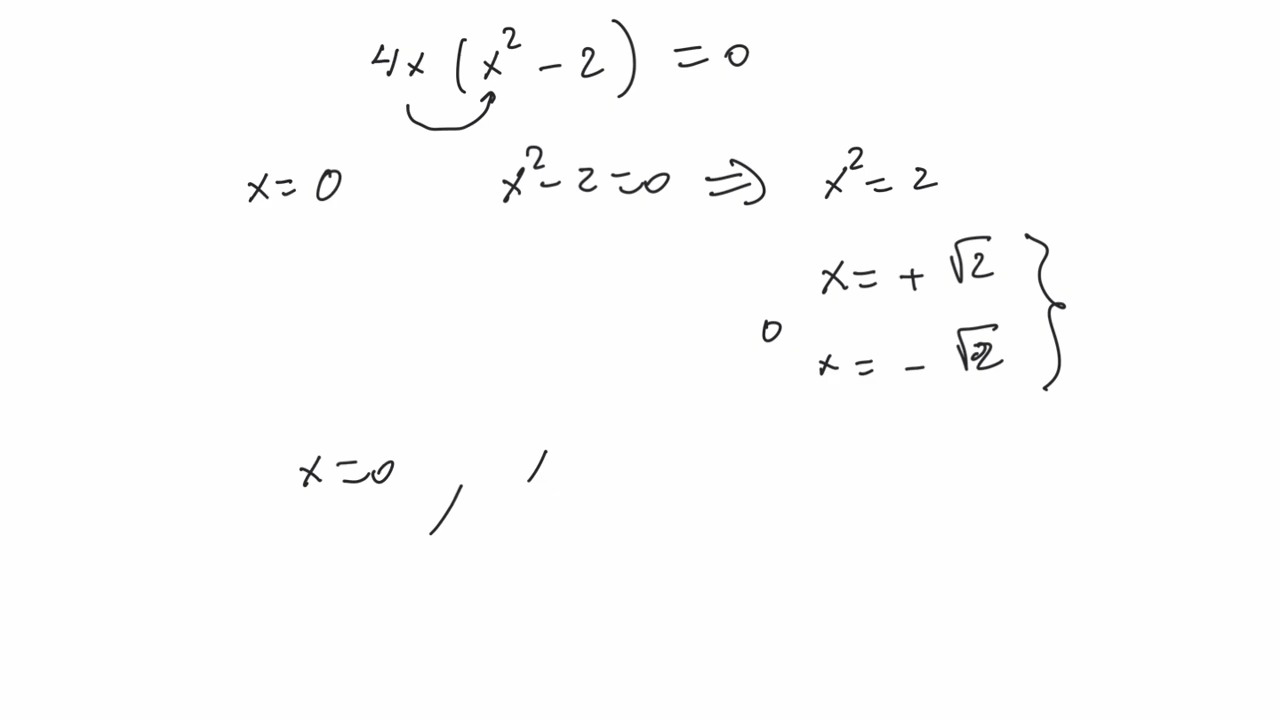 4x (x² - 2) = 0
x = 0 x² - 2 = 0 ⇒ x² = 2
x = + √2
0
x = - √2
x = 0 ,